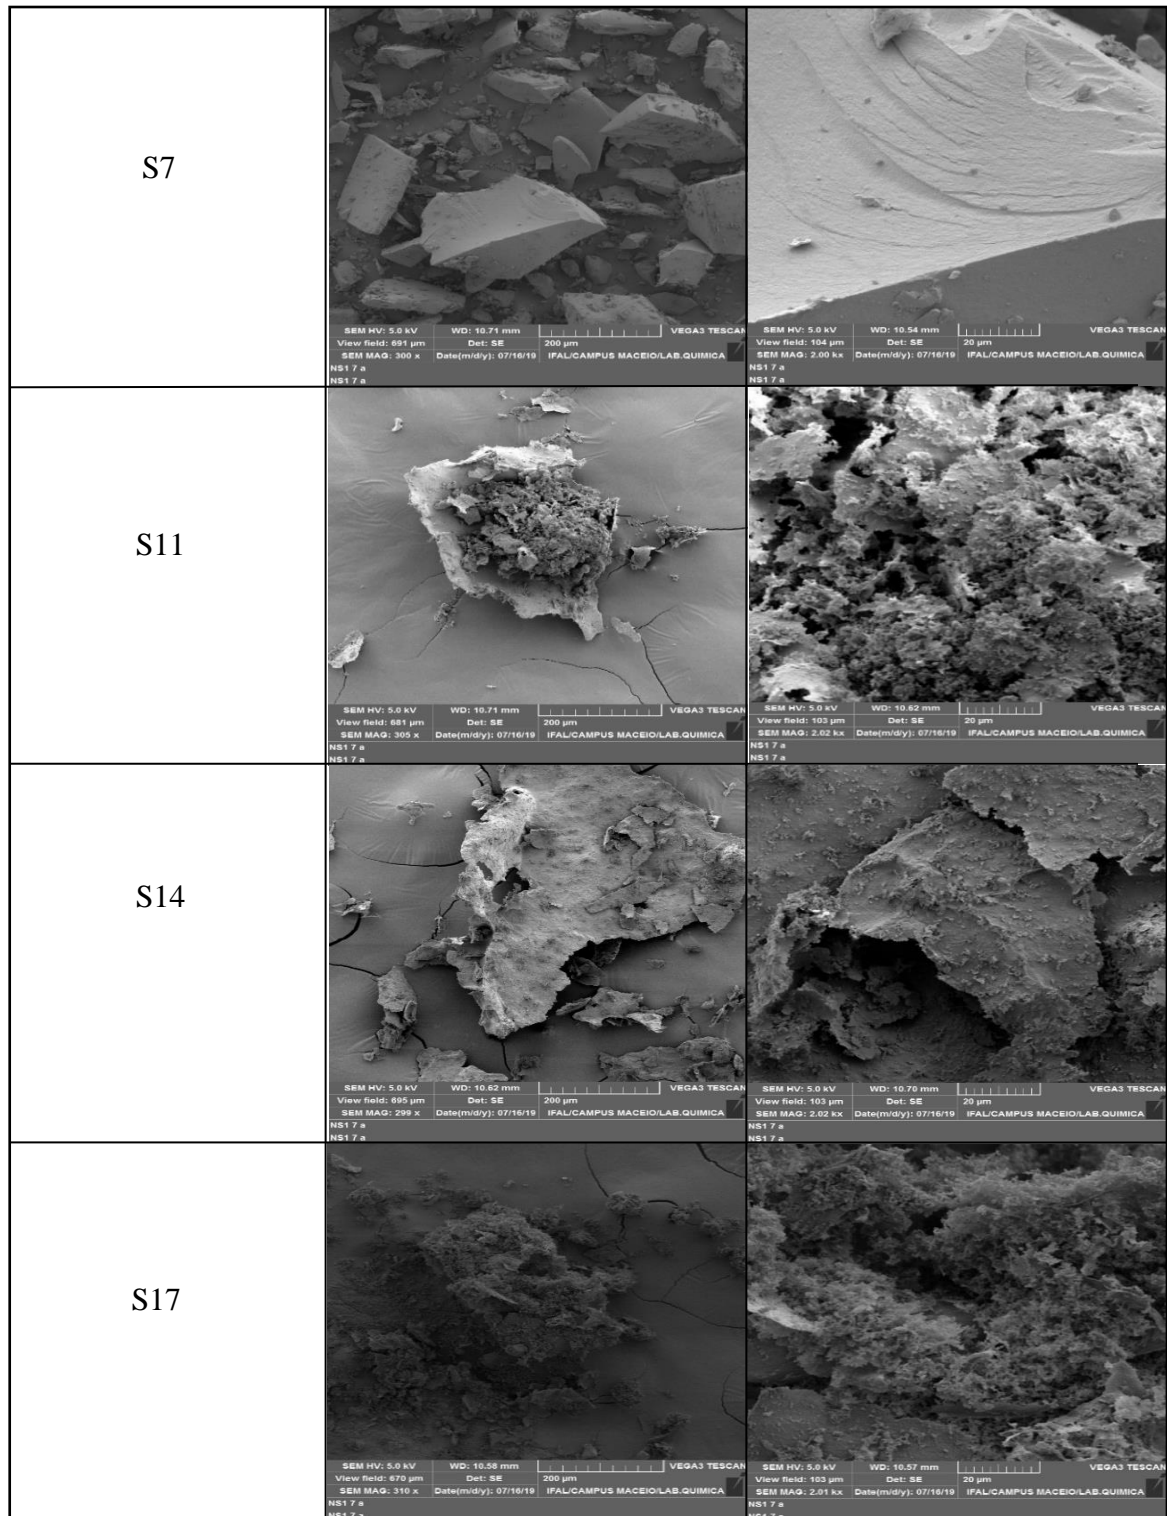 S7
SEM HV: 5.0 kV WD: 10.71 mm VEGA3 TESCAN
View field: 691 µm Det: SE 200 µm
SEM MAG: 300 x Date(m/d/y): 07/16/19 IFAL/CAMPUS MACEIO/LAB.QUIMICA
NS1 7 a
NS1 7 a
SEM HV: 5.0 kV WD: 10.54 mm VEGA3 TESCAN
View field: 104 µm Det: SE 20 µm
SEM MAG: 2.00 kx Date(m/d/y): 07/16/19 IFAL/CAMPUS MACEIO/LAB.QUIMICA
NS1 7 a
NS1 7 a
S11
SEM HV: 5.0 kV WD: 10.71 mm VEGA3 TESCAN
View field: 681 µm Det: SE 200 µm
SEM MAG: 305 x Date(m/d/y): 07/16/19 IFAL/CAMPUS MACEIO/LAB.QUIMICA
NS1 7 a
NS1 7 a
SEM HV: 5.0 kV WD: 10.62 mm VEGA3 TESCAN
View field: 103 µm Det: SE 20 µm
SEM MAG: 2.02 kx Date(m/d/y): 07/16/19 IFAL/CAMPUS MACEIO/LAB.QUIMICA
NS1 7 a
NS1 7 a
S14
SEM HV: 5.0 kV WD: 10.62 mm VEGA3 TESCAN
View field: 695 µm Det: SE 200 µm
SEM MAG: 299 x Date(m/d/y): 07/16/19 IFAL/CAMPUS MACEIO/LAB.QUIMICA
NS1 7 a
NS1 7 a
SEM HV: 5.0 kV WD: 10.70 mm VEGA3 TESCAN
View field: 103 µm Det: SE 20 µm
SEM MAG: 2.02 kx Date(m/d/y): 07/16/19 IFAL/CAMPUS MACEIO/LAB.QUIMICA
NS1 7 a
NS1 7 a
S17
SEM HV: 5.0 kV WD: 10.58 mm VEGA3 TESCAN
View field: 670 µm Det: SE 200 µm
SEM MAG: 310 x Date(m/d/y): 07/16/19 IFAL/CAMPUS MACEIO/LAB.QUIMICA
NS1 7 a
NS1 7 a
SEM HV: 5.0 kV WD: 10.57 mm VEGA3 TESCAN
View field: 103 µm Det: SE 20 µm
SEM MAG: 2.01 kx Date(m/d/y): 07/16/19 IFAL/CAMPUS MACEIO/LAB.QUIMICA
NS1 7 a
NS1 7 a